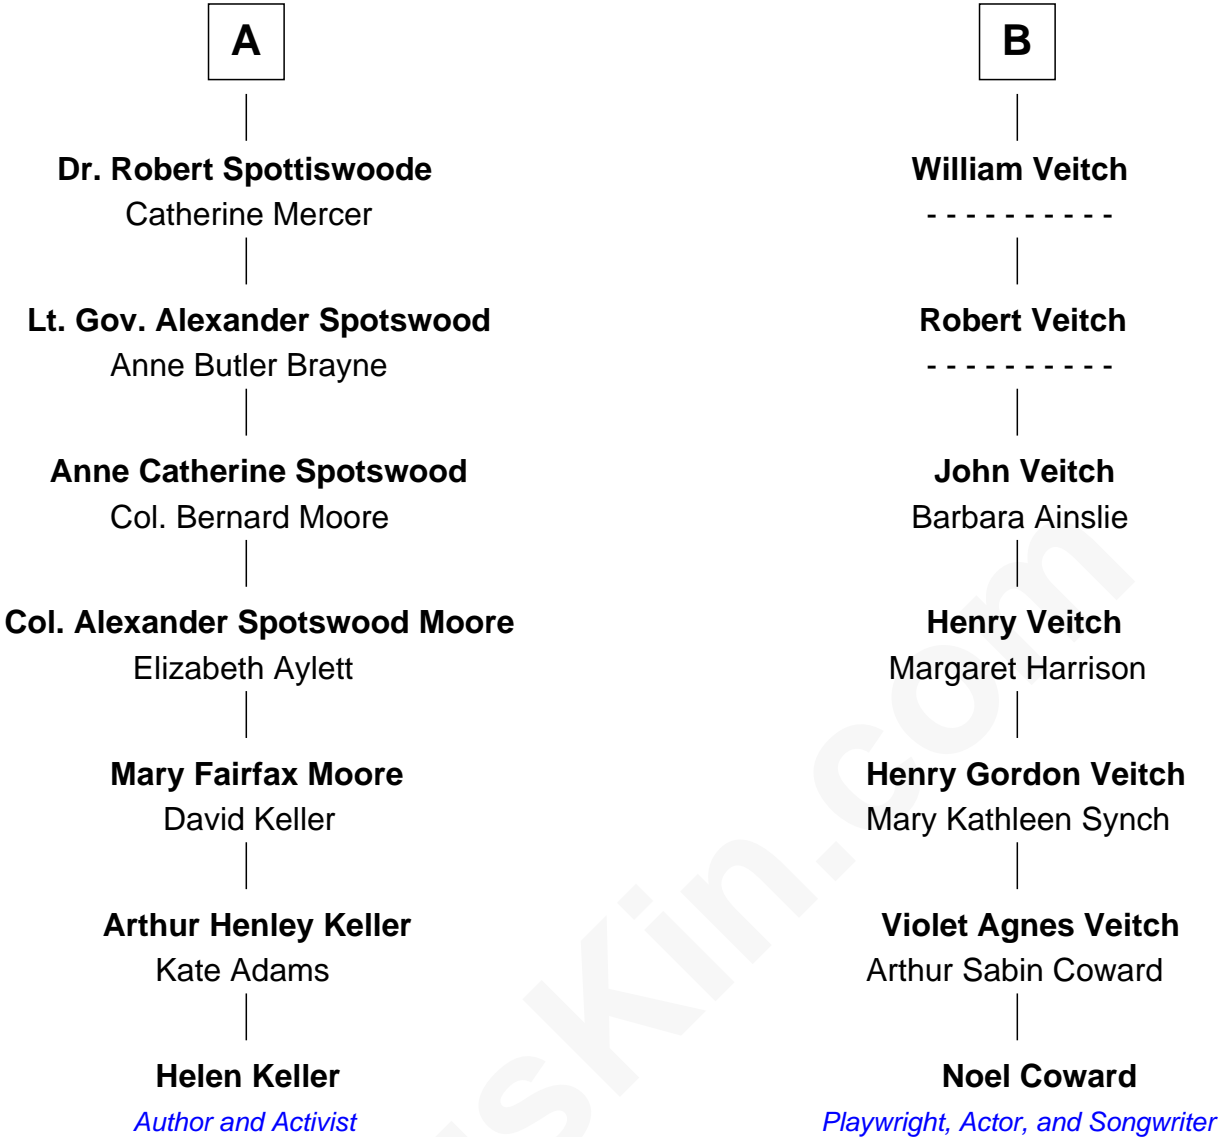 A
Dr. Robert Spottiswoode
Catherine Mercer
Lt. Gov. Alexander Spotswood
Anne Butler Brayne
Anne Catherine Spotswood
Col. Bernard Moore
Col. Alexander Spotswood Moore
Elizabeth Aylett
Mary Fairfax Moore
David Keller
Arthur Henley Keller
Kate Adams
Helen Keller
Author and Activist
B
William Veitch
- - - - - - - - - -
Robert Veitch
- - - - - - - - - -
John Veitch
Barbara Ainslie
Henry Veitch
Margaret Harrison
Henry Gordon Veitch
Mary Kathleen Synch
Violet Agnes Veitch
Arthur Sabin Coward
Noel Coward
Playwright, Actor, and Songwriter
sKin.com